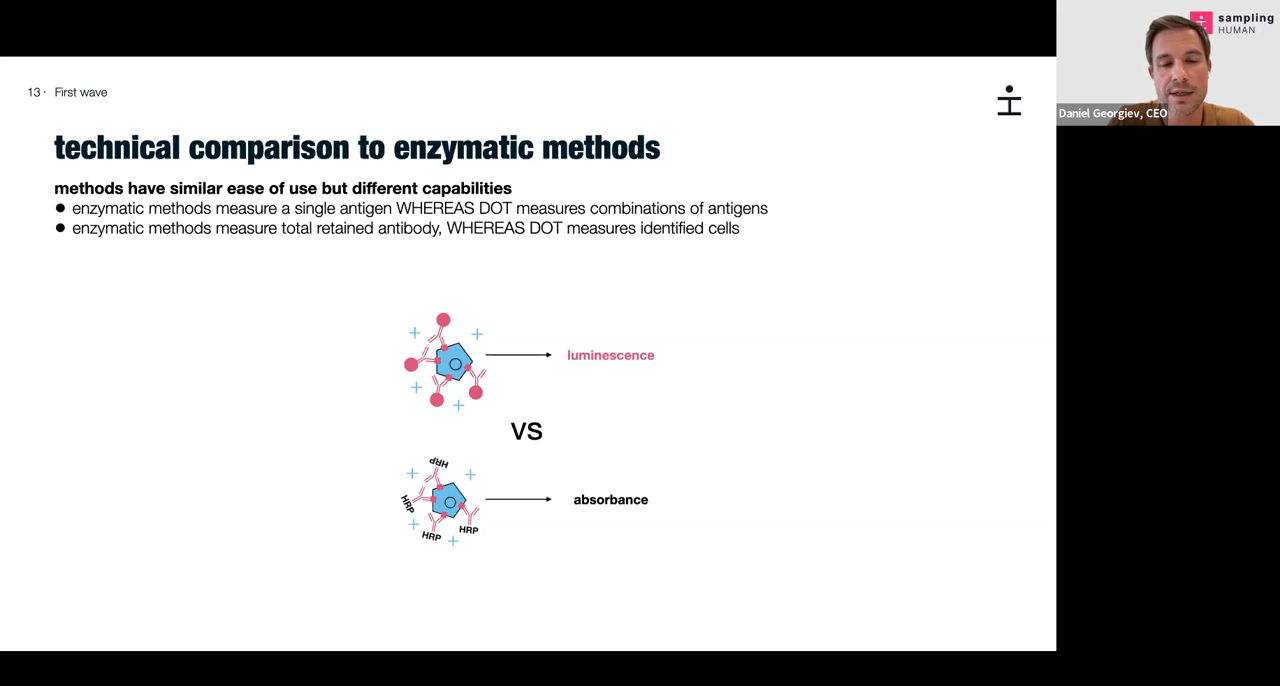 13· First wave
sampling
HUMAN
Daniel Georgiev, CEO
technical comparison to enzymatic methods
methods have similar ease of use but different capabilities
● enzymatic methods measure a single antigen WHEREAS DOT measures combinations of antigens
● enzymatic methods measure total retained antibody, WHEREAS DOT measures identified cells
luminescence
VS
HRP
HRP
HRP
HRP
absorbance